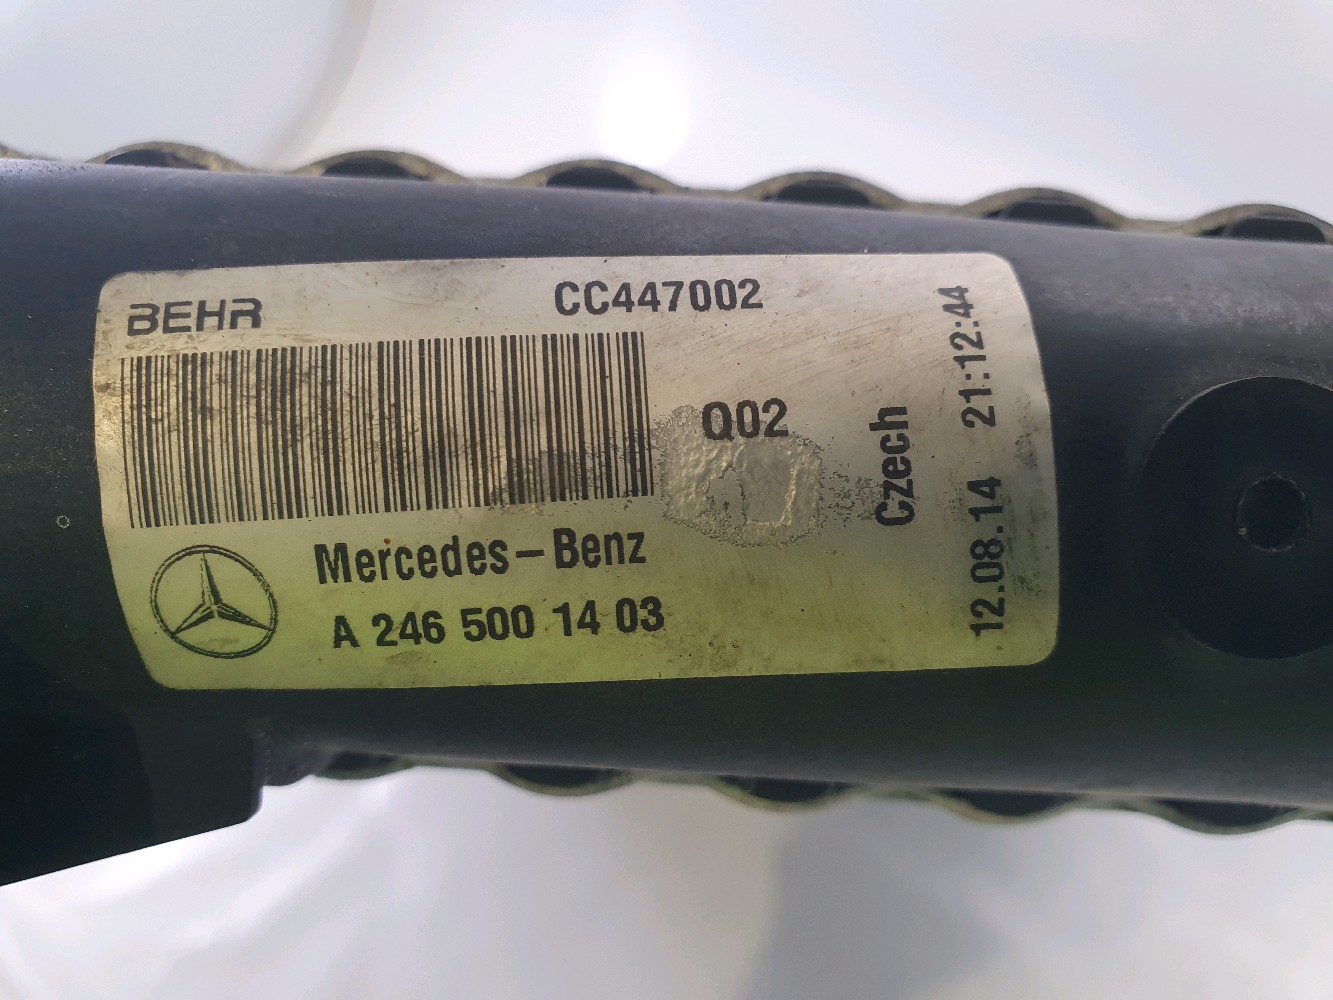 BEHR
CC447002
Q02
Mercedes-Benz
A 246 500 14 03
Czech
12.08.14 21:12:44